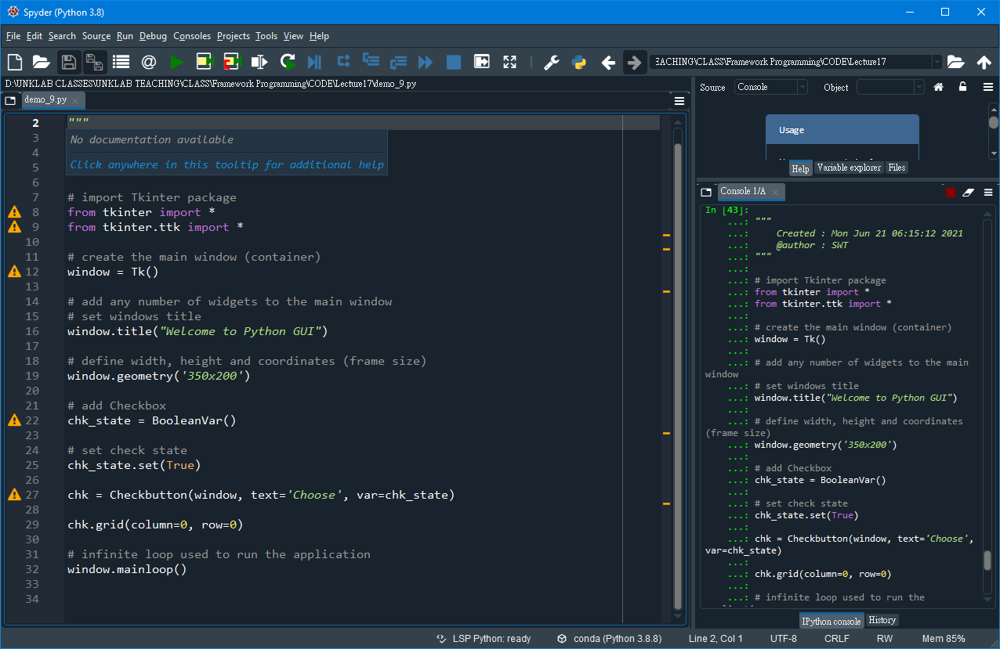 Spyder (Python 3.8)
File Edit Search Source Run Debug Consoles Projects Tools View Help
EACHING\CLASS\Framework Programming\CODE\Lecture17
D:\UNKLAB CLASSES\UNKLAB TEACHING\CLASS\Framework Programming\CODE\Lecture17\demo_9.py
demo_9.py
2 """
3 No documentation available
4
5 Click anywhere in this tooltip for additional help
6
7 # import Tkinter package
8 from tkinter import *
9 from tkinter.ttk import *
10
11 # create the main window (container)
12 window = Tk()
13
14 # add any number of widgets to the main window
15 # set windows title
16 window.title("Welcome to Python GUI")
17
18 # define width, height and coordinates (frame size)
19 window.geometry('350x200')
20
21 # add Checkbox
22 chk_state = BooleanVar()
23
24 # set check state
25 chk_state.set(True)
26
27 chk = Checkbutton(window, text='Choose', var=chk_state)
28
29 chk.grid(column=0, row=0)
30
31 # infinite loop used to run the application
32 window.mainloop()
33
34
Source Console Object
Usage
Help Variable explorer Files
Console 1/A
In [43]:
...: """
...: Created : Mon Jun 21 06:15:12 2021
...: @author : SWT
...: """
...:
...: # import Tkinter package
...: from tkinter import *
...: from tkinter.ttk import *
...:
...: # create the main window (container)
...: window = Tk()
...:
...: # add any number of widgets to the main
window
...: # set windows title
...: window.title("Welcome to Python GUI")
...:
...: # define width, height and coordinates
(frame size)
...: window.geometry('350x200')
...:
...: # add Checkbox
...: chk_state = BooleanVar()
...:
...: # set check state
...: chk_state.set(True)
...:
...: chk = Checkbutton(window, text='Choose',
var=chk_state)
...:
...: chk.grid(column=0, row=0)
...:
...: # infinite loop used to run the
IPython console History
LSP Python: ready conda (Python 3.8.8) Line 2, Col 1 UTF-8 CRLF RW Mem 85%